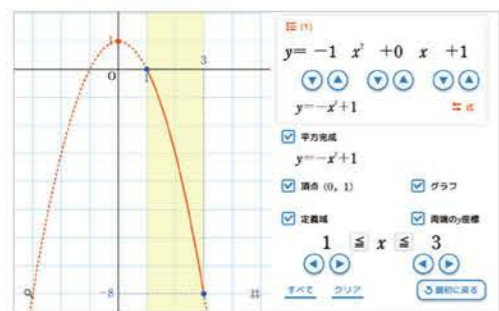 1
3
O
1
-8
(1)
y= -1 x² +0 x +1
y=-x²+1
式
平方完成
y=-x²+1
頂点 (0, 1)
グラフ
定義域
両端のy座標
1 ≦ x ≦ 3
すべて
クリア
最初に戻る